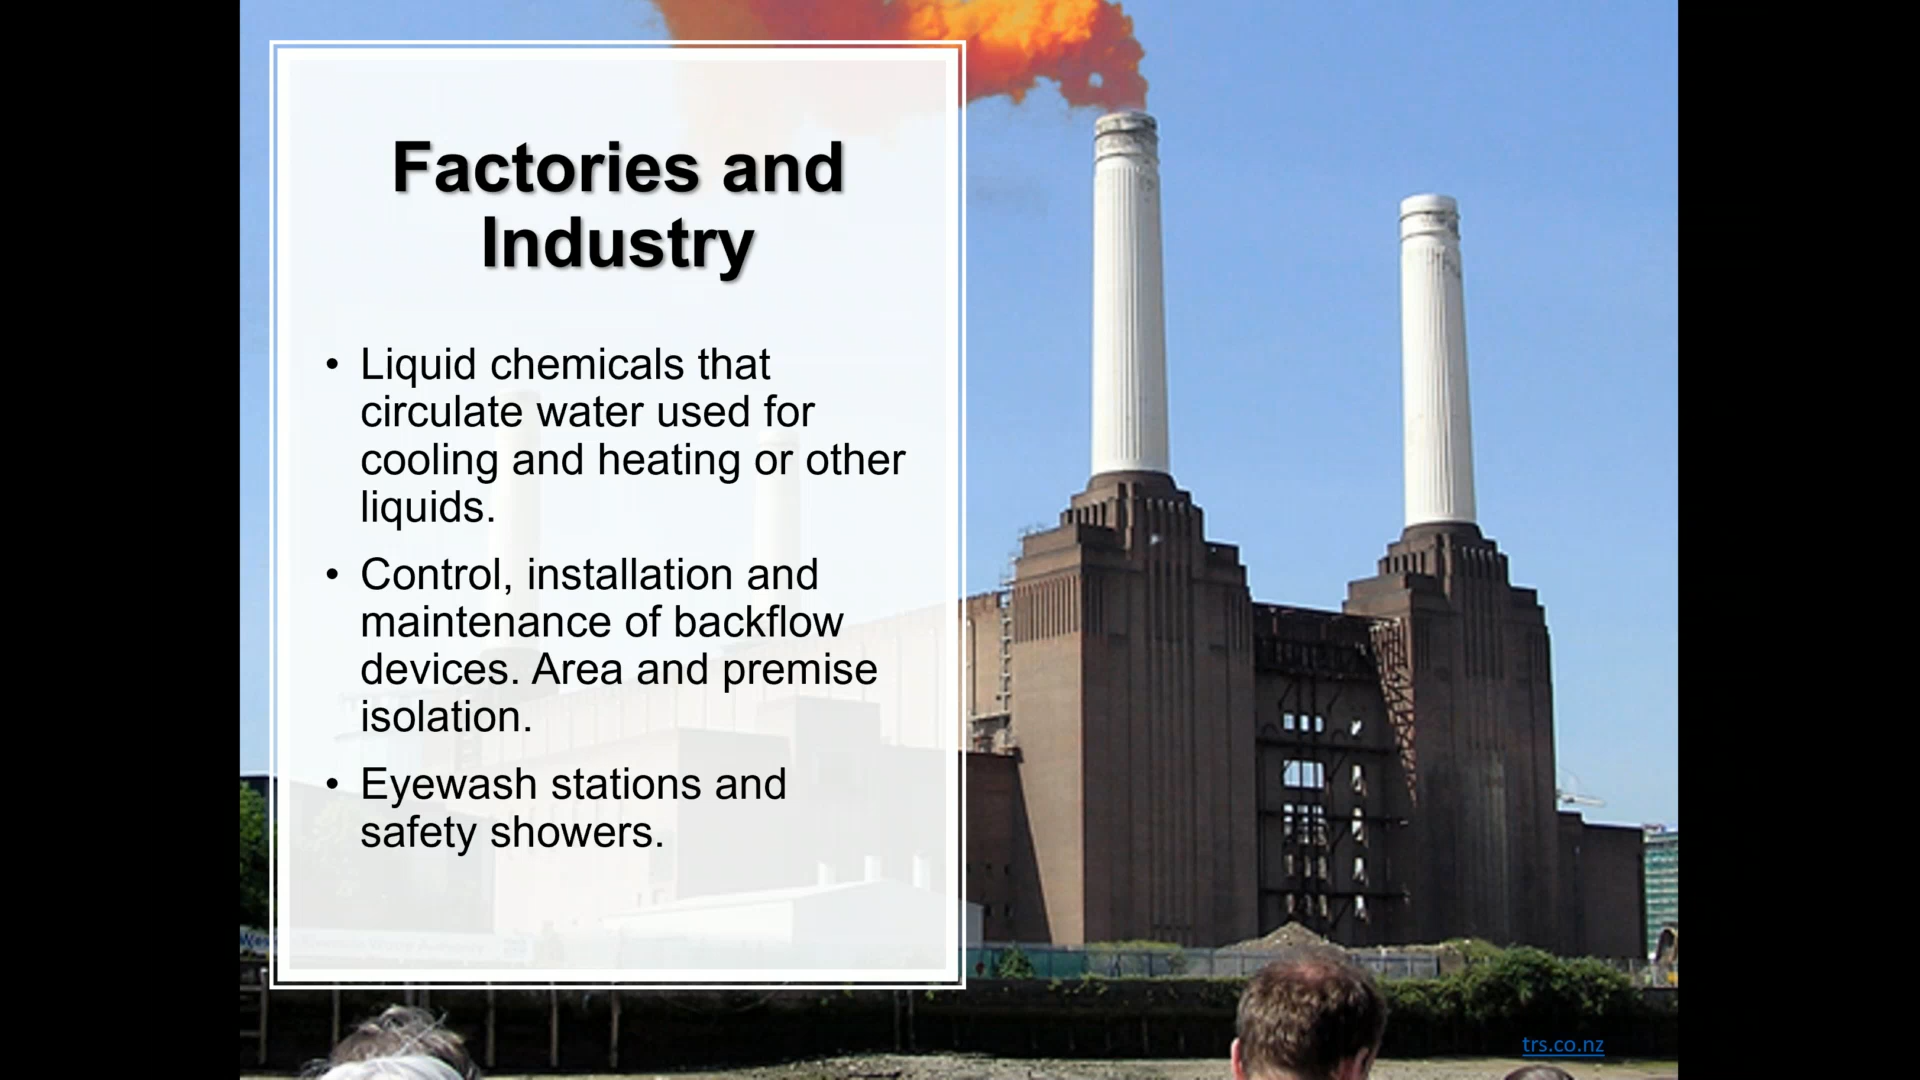 Factories and
Industry
• Liquid chemicals that
circulate water used for
cooling and heating or other
liquids.
• Control, installation and
maintenance of backflow
devices. Area and premise
isolation.
• Eyewash stations and
safety showers.
trs.co.nz